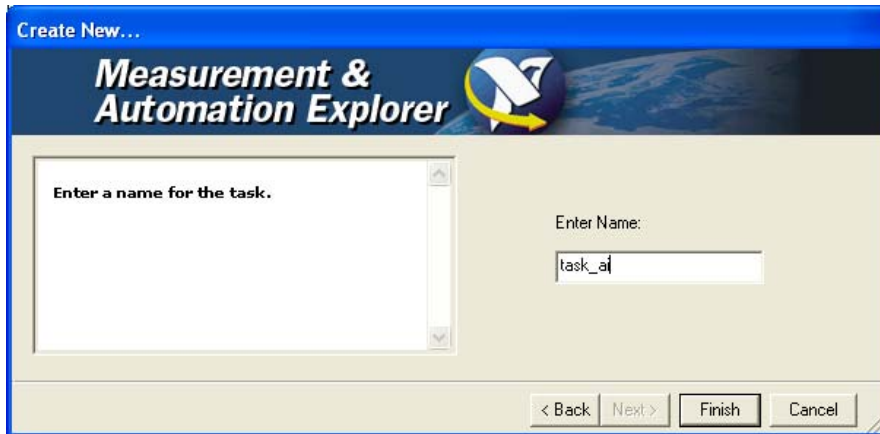 Create New...
Measurement &
Automation Explorer
Enter a name for the task.
Enter Name:
task_ai
< Back
Next >
Finish
Cancel